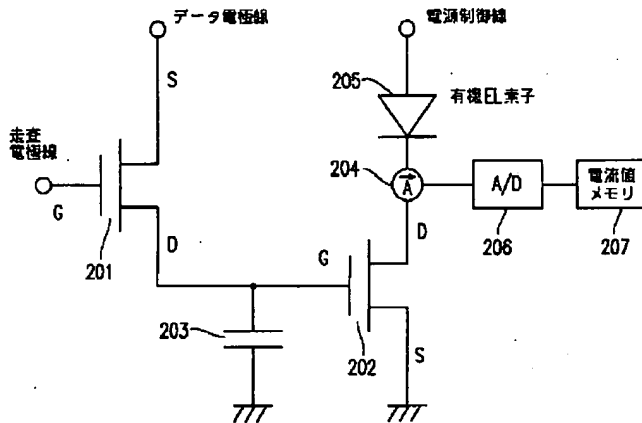 データ電極線
電源制御線
S
205
有機EL素子
走査
電極線
204
A
A/D
電流値
メモリ
G
201
D
206
207
D
G
203
202
S